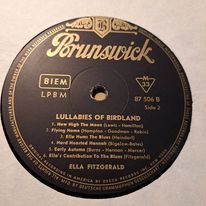 Brunswick
BIEM
LPBM
M
33
87 506 B
Side 2
LULLABIES OF BIRDLAND
1. How High The Moon (Lewis - Hamilton)
2. Flying Home (Hampton - Goodman - Robin)
3. Ella Hums The Blues (Heindorf)
4. Hard Hearted Hannah (Bigelow-Bates)
5. Early Autumn (Burns - Herman - Mercer)
6. Ella's Contribution To The Blues (Fitzgerald)
ELLA FITZGERALD